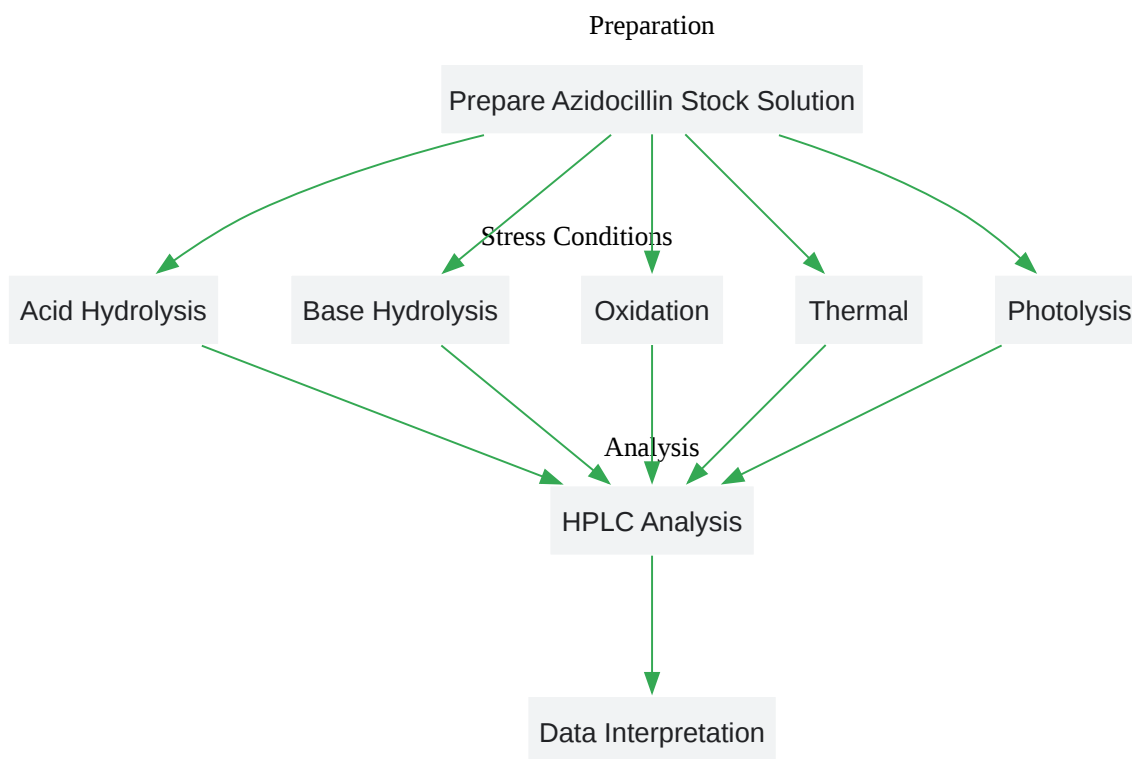 Preparation
Prepare Azidocillin Stock Solution
Stress Conditions
Acid Hydrolysis
Base Hydrolysis
Oxidation
Thermal
Photolysis
Analysis
HPLC Analysis
Data Interpretation